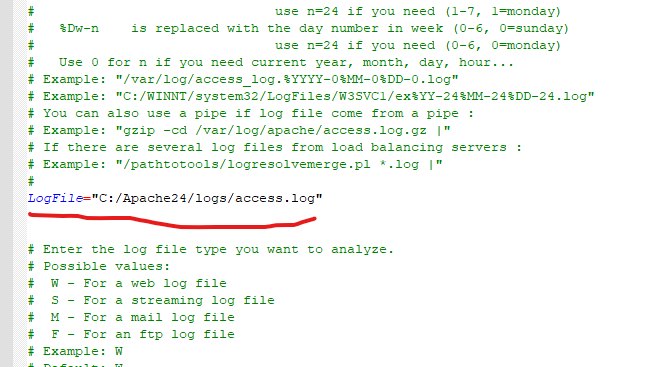 #                              use n=24 if you need (1-7, 1=monday)
#   %Dw-n    is replaced with the day number in week (0-6, 0=sunday)
#                              use n=24 if you need (0-6, 0=monday)
#   Use 0 for n if you need current year, month, day, hour...
# Example: "/var/log/access_log.%YYYY-0%MM-0%DD-0.log"
# Example: "C:/WINNT/system32/LogFiles/W3SVC1/ex%YY-24%MM-24%DD-24.log"
# You can also use a pipe if log file come from a pipe :
# Example: "gzip -cd /var/log/apache/access.log.gz |"
# If there are several log files from load balancing servers :
# Example: "/pathtotools/logresolvemerge.pl *.log |"
#
LogFile="C:/Apache24/logs/access.log"
# Enter the log file type you want to analyze.
# Possible values:
#  W - For a web log file
#  S - For a streaming log file
#  M - For a mail log file
#  F - For an ftp log file
# Example: W
# Default: W